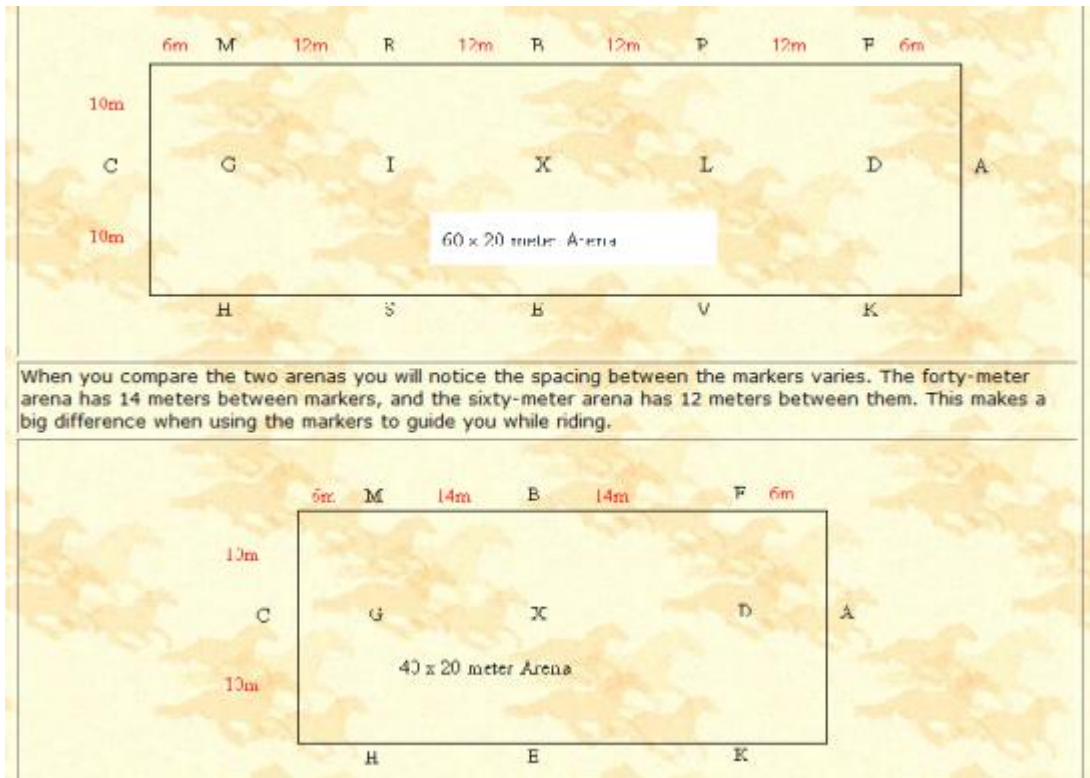 6m M 12m R 12m B 12m P 12m F 6m
10m
C G I X L D A
10m
60 x 20 meter Arena
H S E V K
When you compare the two arenas you will notice the spacing between the markers varies. The forty-meter
arena has 14 meters between markers, and the sixty-meter arena has 12 meters between them. This makes a
big difference when using the markers to guide you while riding.
6m M 14m B 14m F 6m
10m
C G X D A
40 x 20 meter Arena
10m
H E K